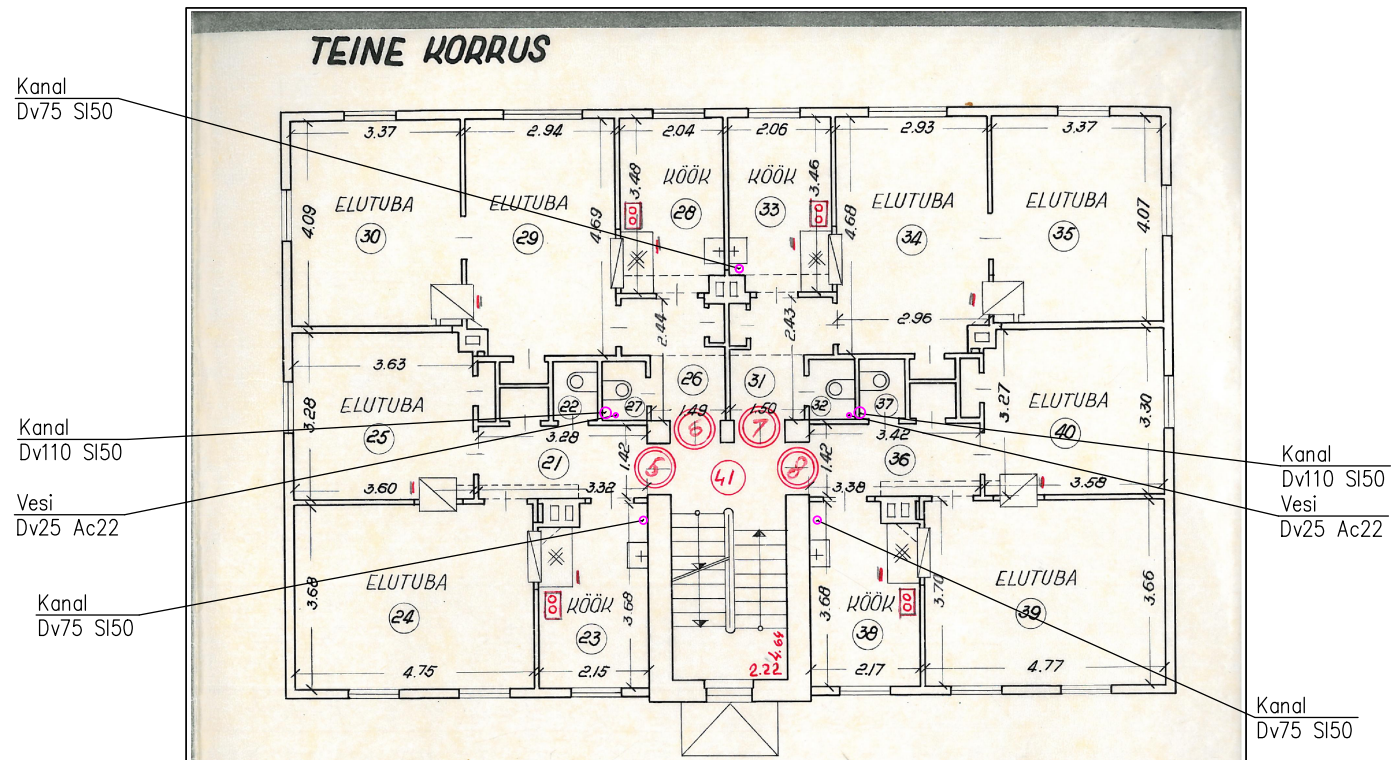 TEINE KORRUS
Kanal
Dv75 Sl50
3.37
2.94
2.04
2.06
2.93
3.37
3.48
3.46
KÖÖK
KÖÖK
ELUTUBA
ELUTUBA
ELUTUBA
ELUTUBA
4.09
30
29
4.69
28
33
4.68
34
35
4.07
2.44
2.43
2.96
3.63
26
31
3.28
ELUTUBA
25
22
27
1.49
1.50
32
37
3.27
ELUTUBA
40
3.30
Kanal
Dv110 Sl50
3.28
21
1.42
6
7
3.42
36
1.42
5
41
8
Kanal
Dv110 Sl50
Vesi
Dv25 Ac22
Vesi
Dv25 Ac22
3.60
3.32
3.38
3.58
Kanal
Dv75 Sl50
3.68
ELUTUBA
24
KÖÖK
23
3.68
3.68
KÖÖK
38
3.70
ELUTUBA
39
3.66
4.75
2.15
2.22
4.64
2.17
4.77
Kanal
Dv75 Sl50